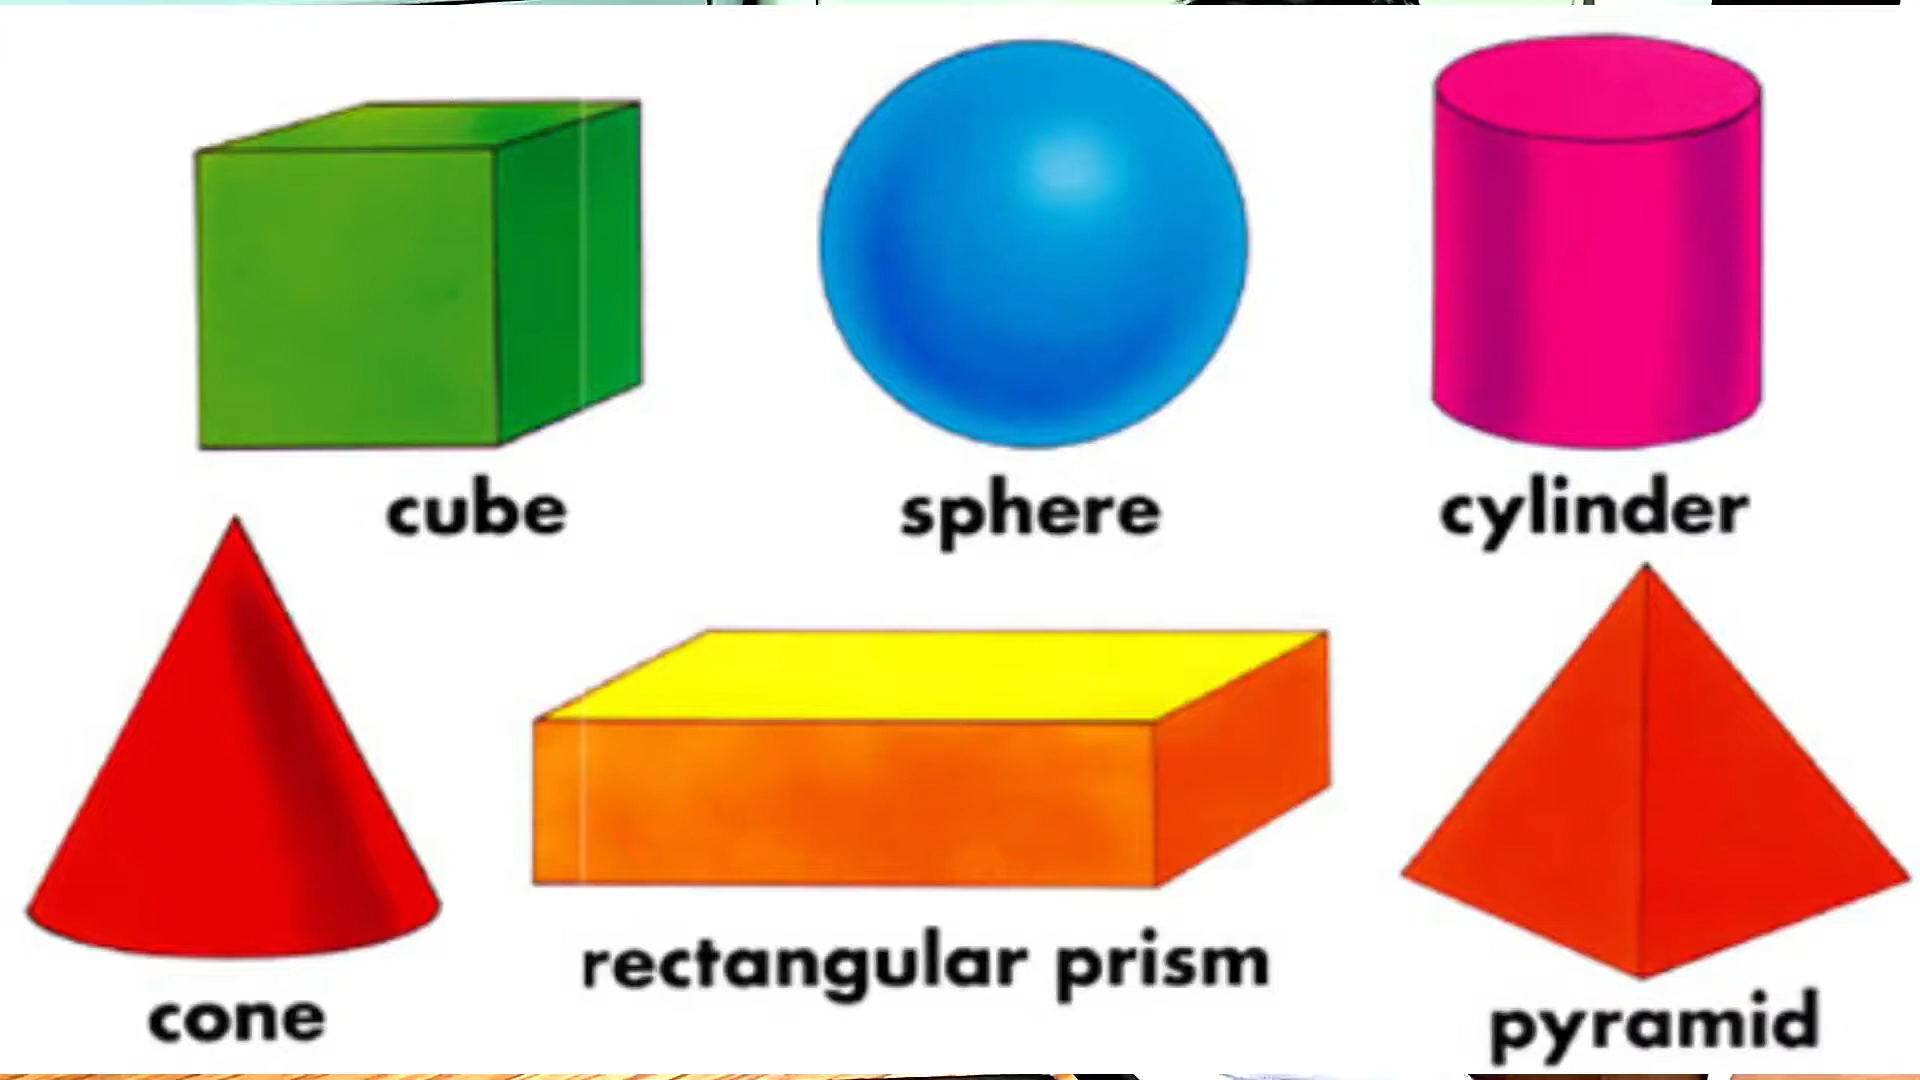 cube
sphere
cylinder
cone
rectangular prism
pyramid